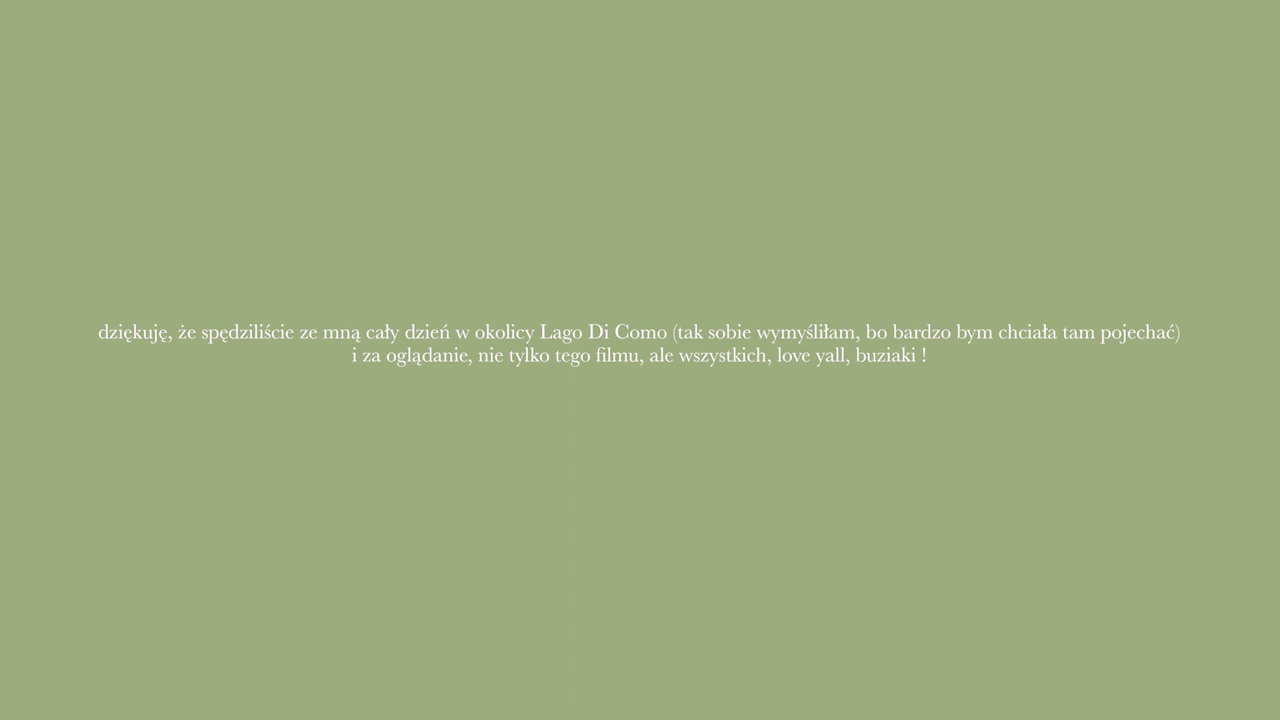 dziękuję, że spędziliście ze mną cały dzień w okolicy Lago Di Como (tak sobie wymyśliłam, bo bardzo bym chciała tam pojechać)
i za oglądanie, nie tylko tego filmu, ale wszystkich, love yall, buziaki !